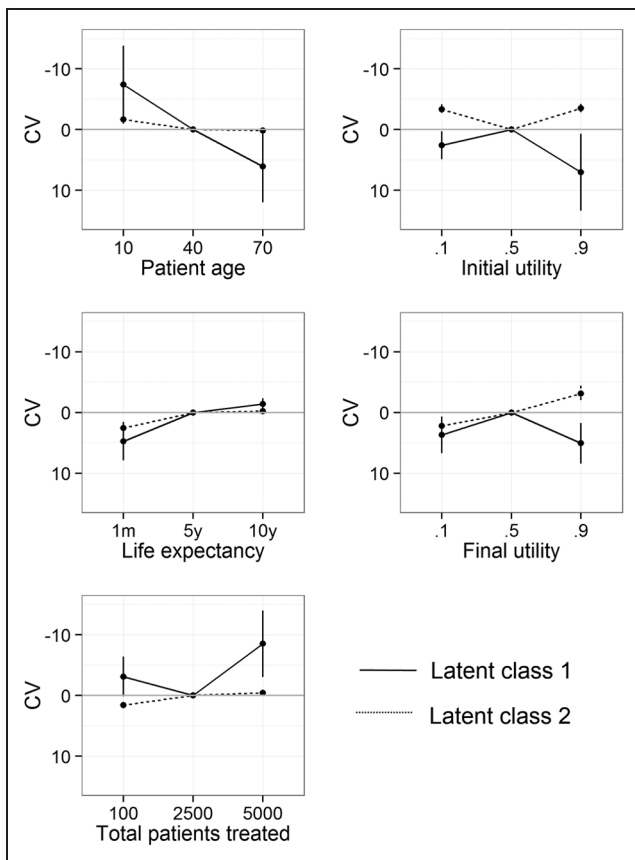 CV
-10
0
10
10 40 70
Patient age
.1 .5 .9
Initial utility
CV
-10
0
10
1m 5y 10y
Life expectancy
CV
-10
0
10
.1 .5 .9
Final utility
CV
-10
0
10
100 2500 5000
Total patients treated
CV
-10
0
10
Latent class 1
Latent class 2